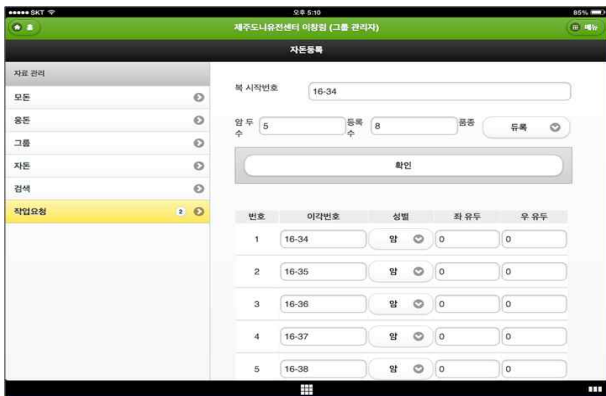 SKT 오후 5:10 85%
홈 제주도니유전센터 이창림 (그룹 관리자) 메뉴
자돈등록
자료 관리
모돈
웅돈
그룹
자돈
검색
작업요청 2
복 시작번호 16-34
암 두수 5 등록수 8 품종 등록
확인
번호 이각번호 성별 좌 유두 우 유두
1 16-34 암 0 0
2 16-35 암 0 0
3 16-36 암 0 0
4 16-37 암 0 0
5 16-38 암 0 0